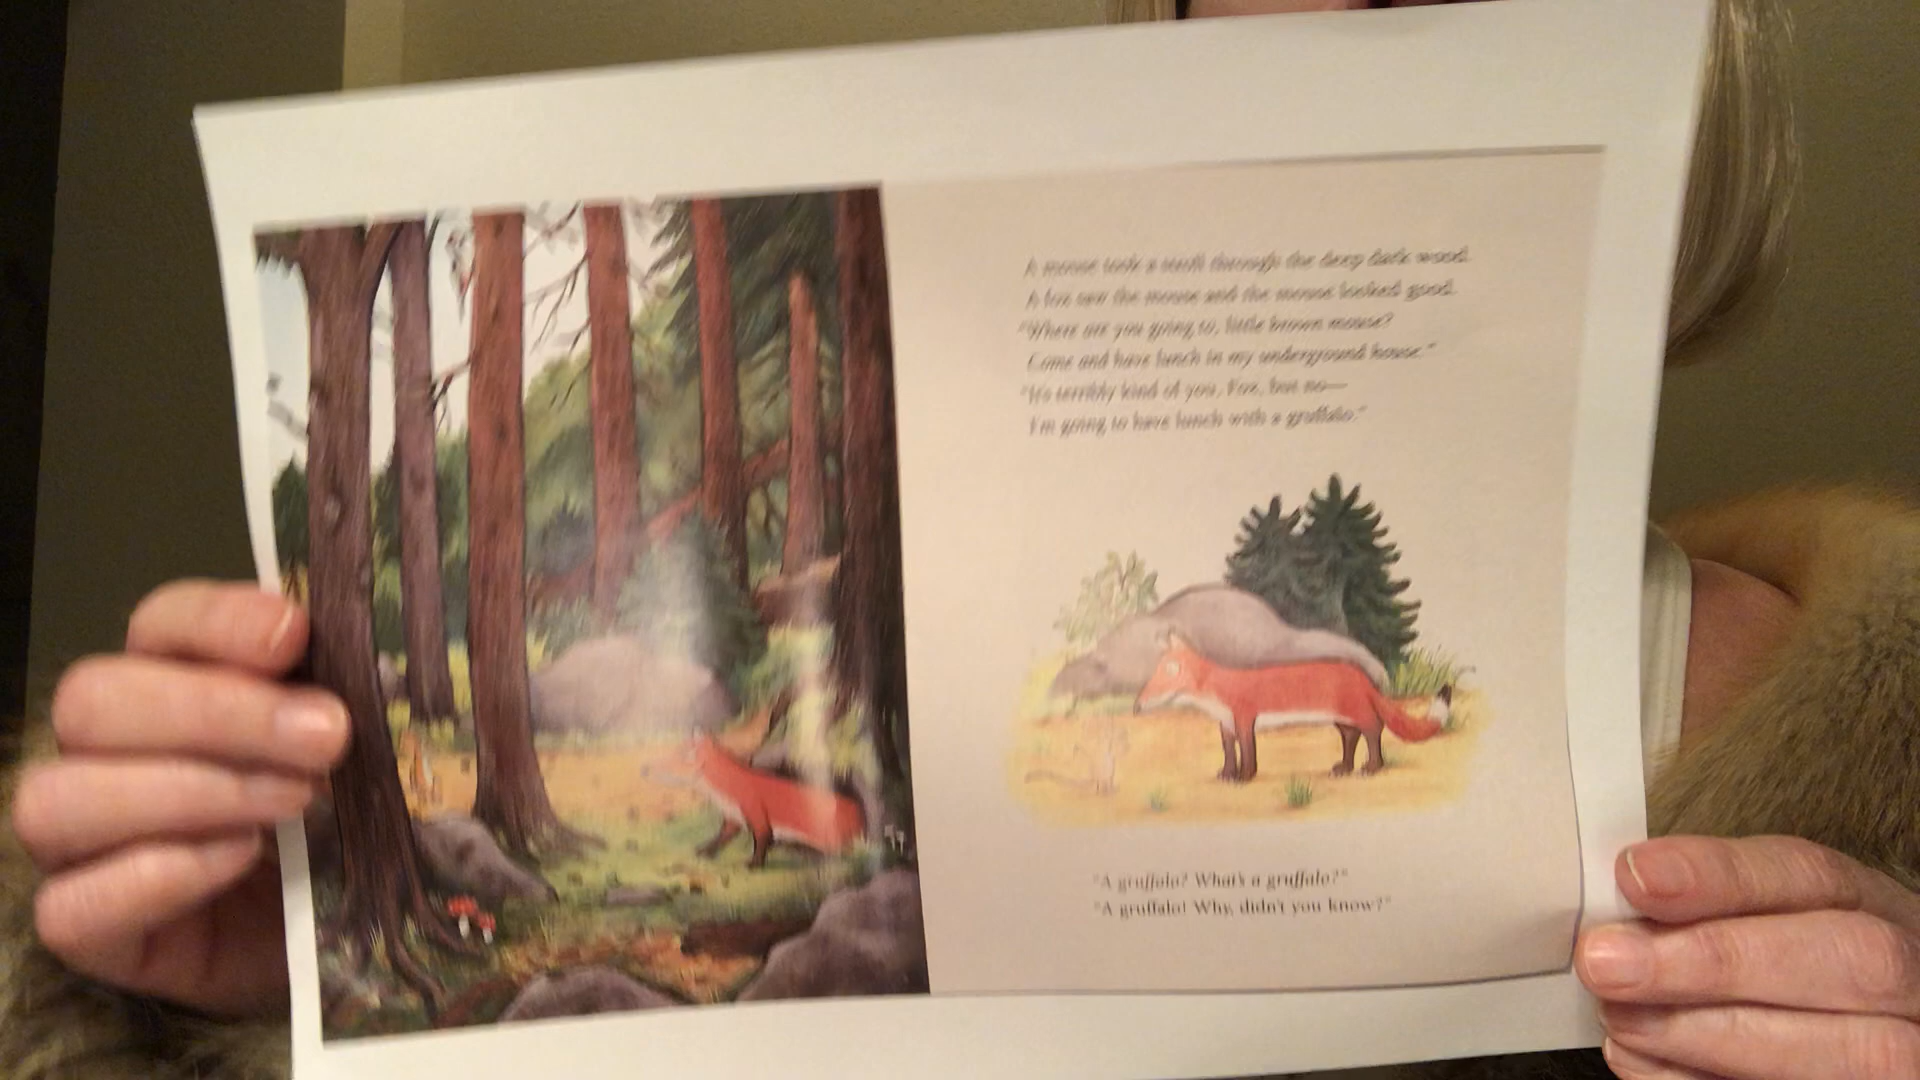 A mouse took a stroll through the deep dark wood.
A fox saw the mouse and the mouse looked good.
"Where are you going to, little brown mouse?
Come and have lunch in my underground house."
"It's terribly kind of you, Fox, but no—
I'm going to have lunch with a gruffalo."
"A gruffalo? What's a gruffalo?"
"A gruffalo! Why, didn't you know?"